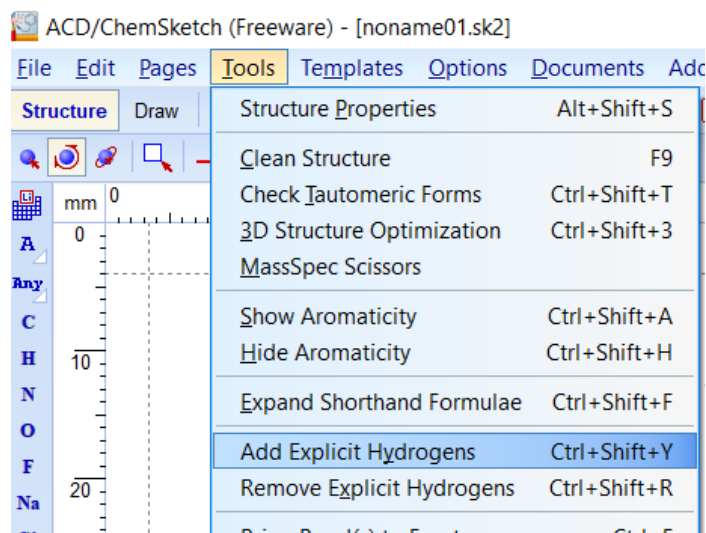 ACD/ChemSketch (Freeware) - [noname01.sk2]
File Edit Pages Tools Templates Options Documents
Structure Draw
Structure Properties Alt+Shift+S
Clean Structure F9
Check Tautomeric Forms Ctrl+Shift+T
3D Structure Optimization Ctrl+Shift+3
MassSpec Scissors
Show Aromaticity Ctrl+Shift+A
Hide Aromaticity Ctrl+Shift+H
Expand Shorthand Formulae Ctrl+Shift+F
Add Explicit Hydrogens Ctrl+Shift+Y
Remove Explicit Hydrogens Ctrl+Shift+R
Li
mm 0
A 0
Any
C
H 10
N
O
F
Na 20